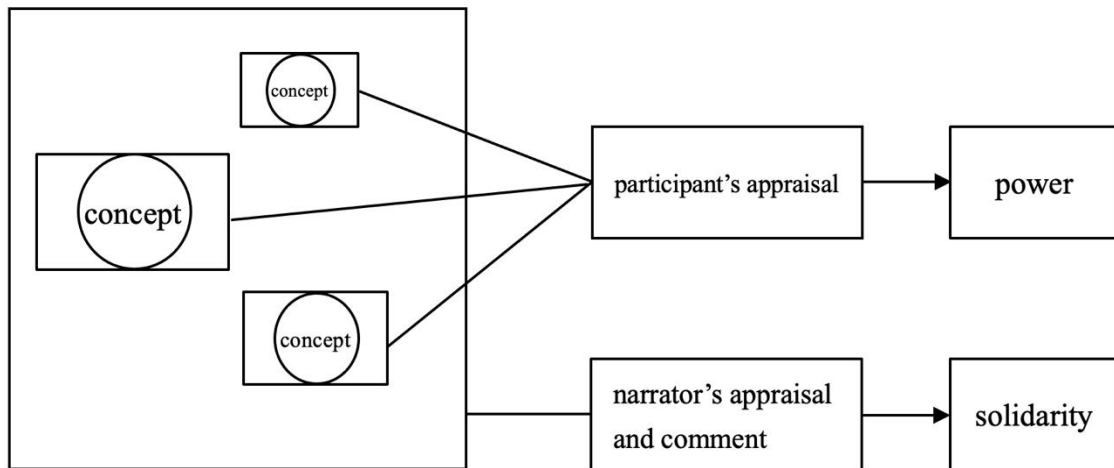 concept
concept
concept
participant’s appraisal
power
narrator’s appraisal
and comment
solidarity